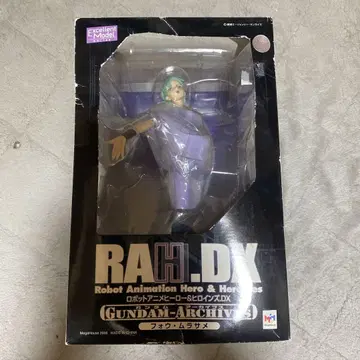 Excellent
Model
RAH.DX
Robot Animation Hero & Heroines
ロボットアニメヒーロー&ヒロインズDX
GUNDAM-ARCHIVES
フォウ・ムラサメ
MegaHouse